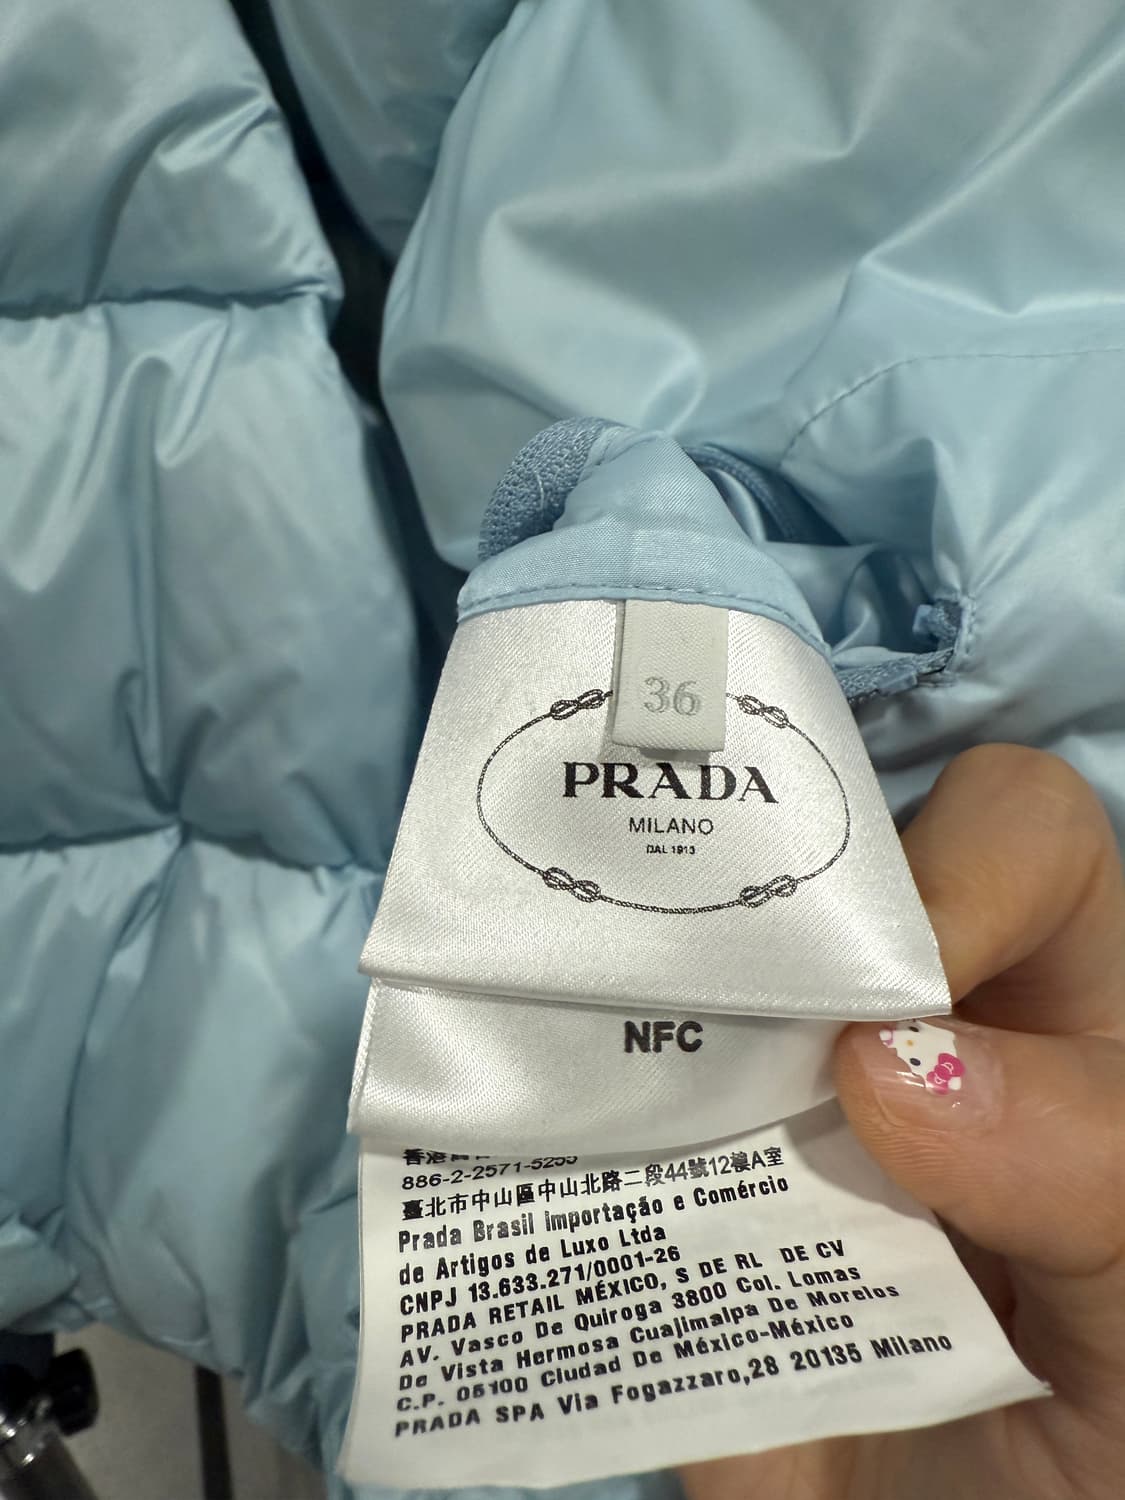 36
PRADA
MILANO
DAL 1913
NFC
香港
886-2-2571-5255
臺北市中山區中山北路二段44號12樓A室
Prada Brasil Importação e Comércio
de Artigos de Luxo Ltda
CNPJ 13.633.271/0001-26
PRADA RETAIL MÉXICO, S DE RL DE CV
AV. Vasco De Quiroga 3800 Col. Lomas
De Vista Hermosa Cuajimalpa De Morelos
C.P. 05100 Ciudad De México-México
PRADA SPA Via Fogazzaro,28 20135 Milano